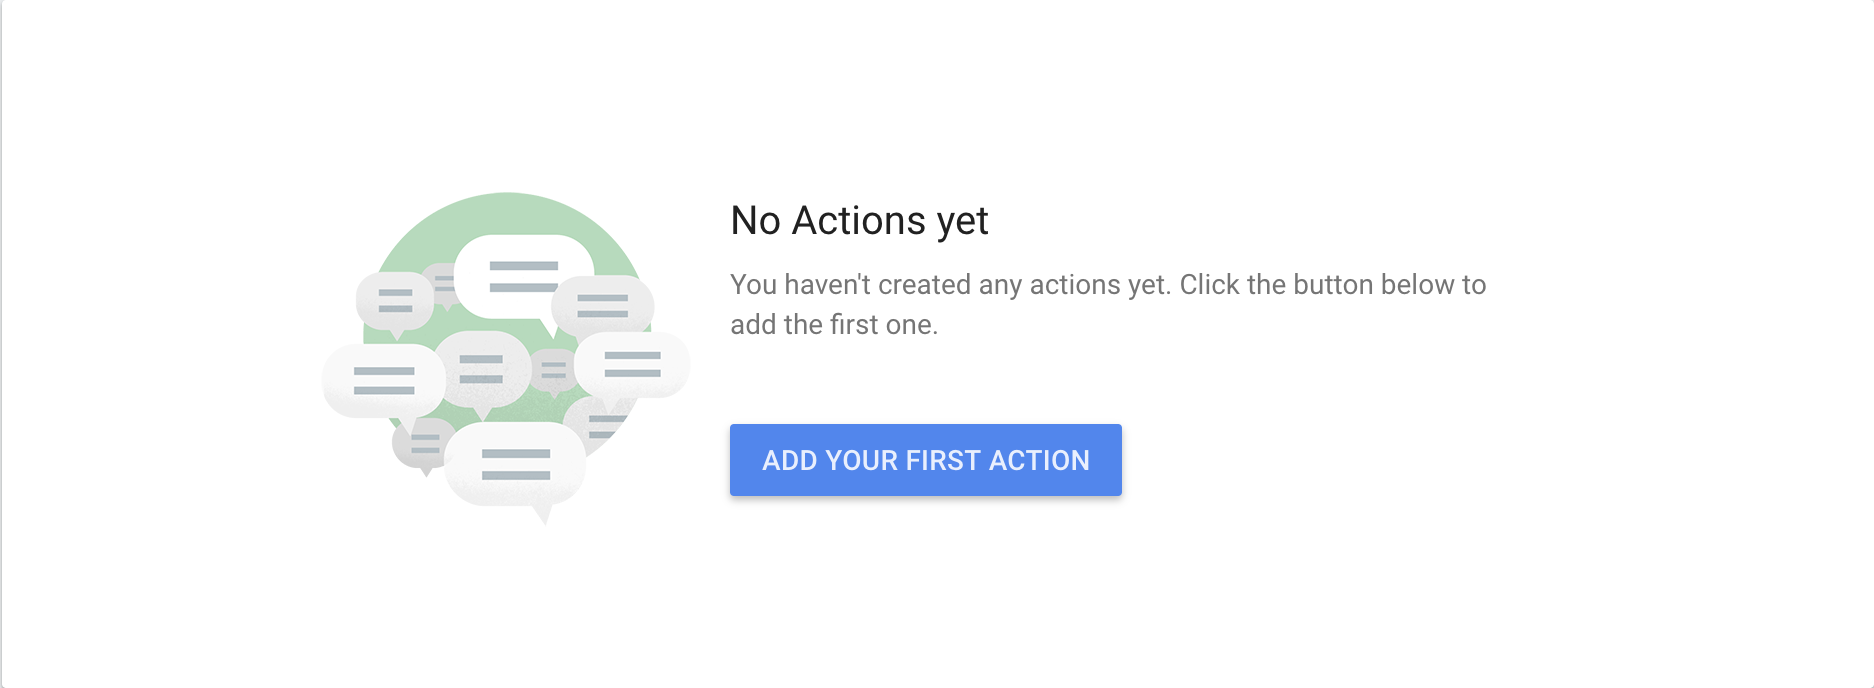 No Actions yet
You haven't created any actions yet. Click the button below to
add the first one.
ADD YOUR FIRST ACTION